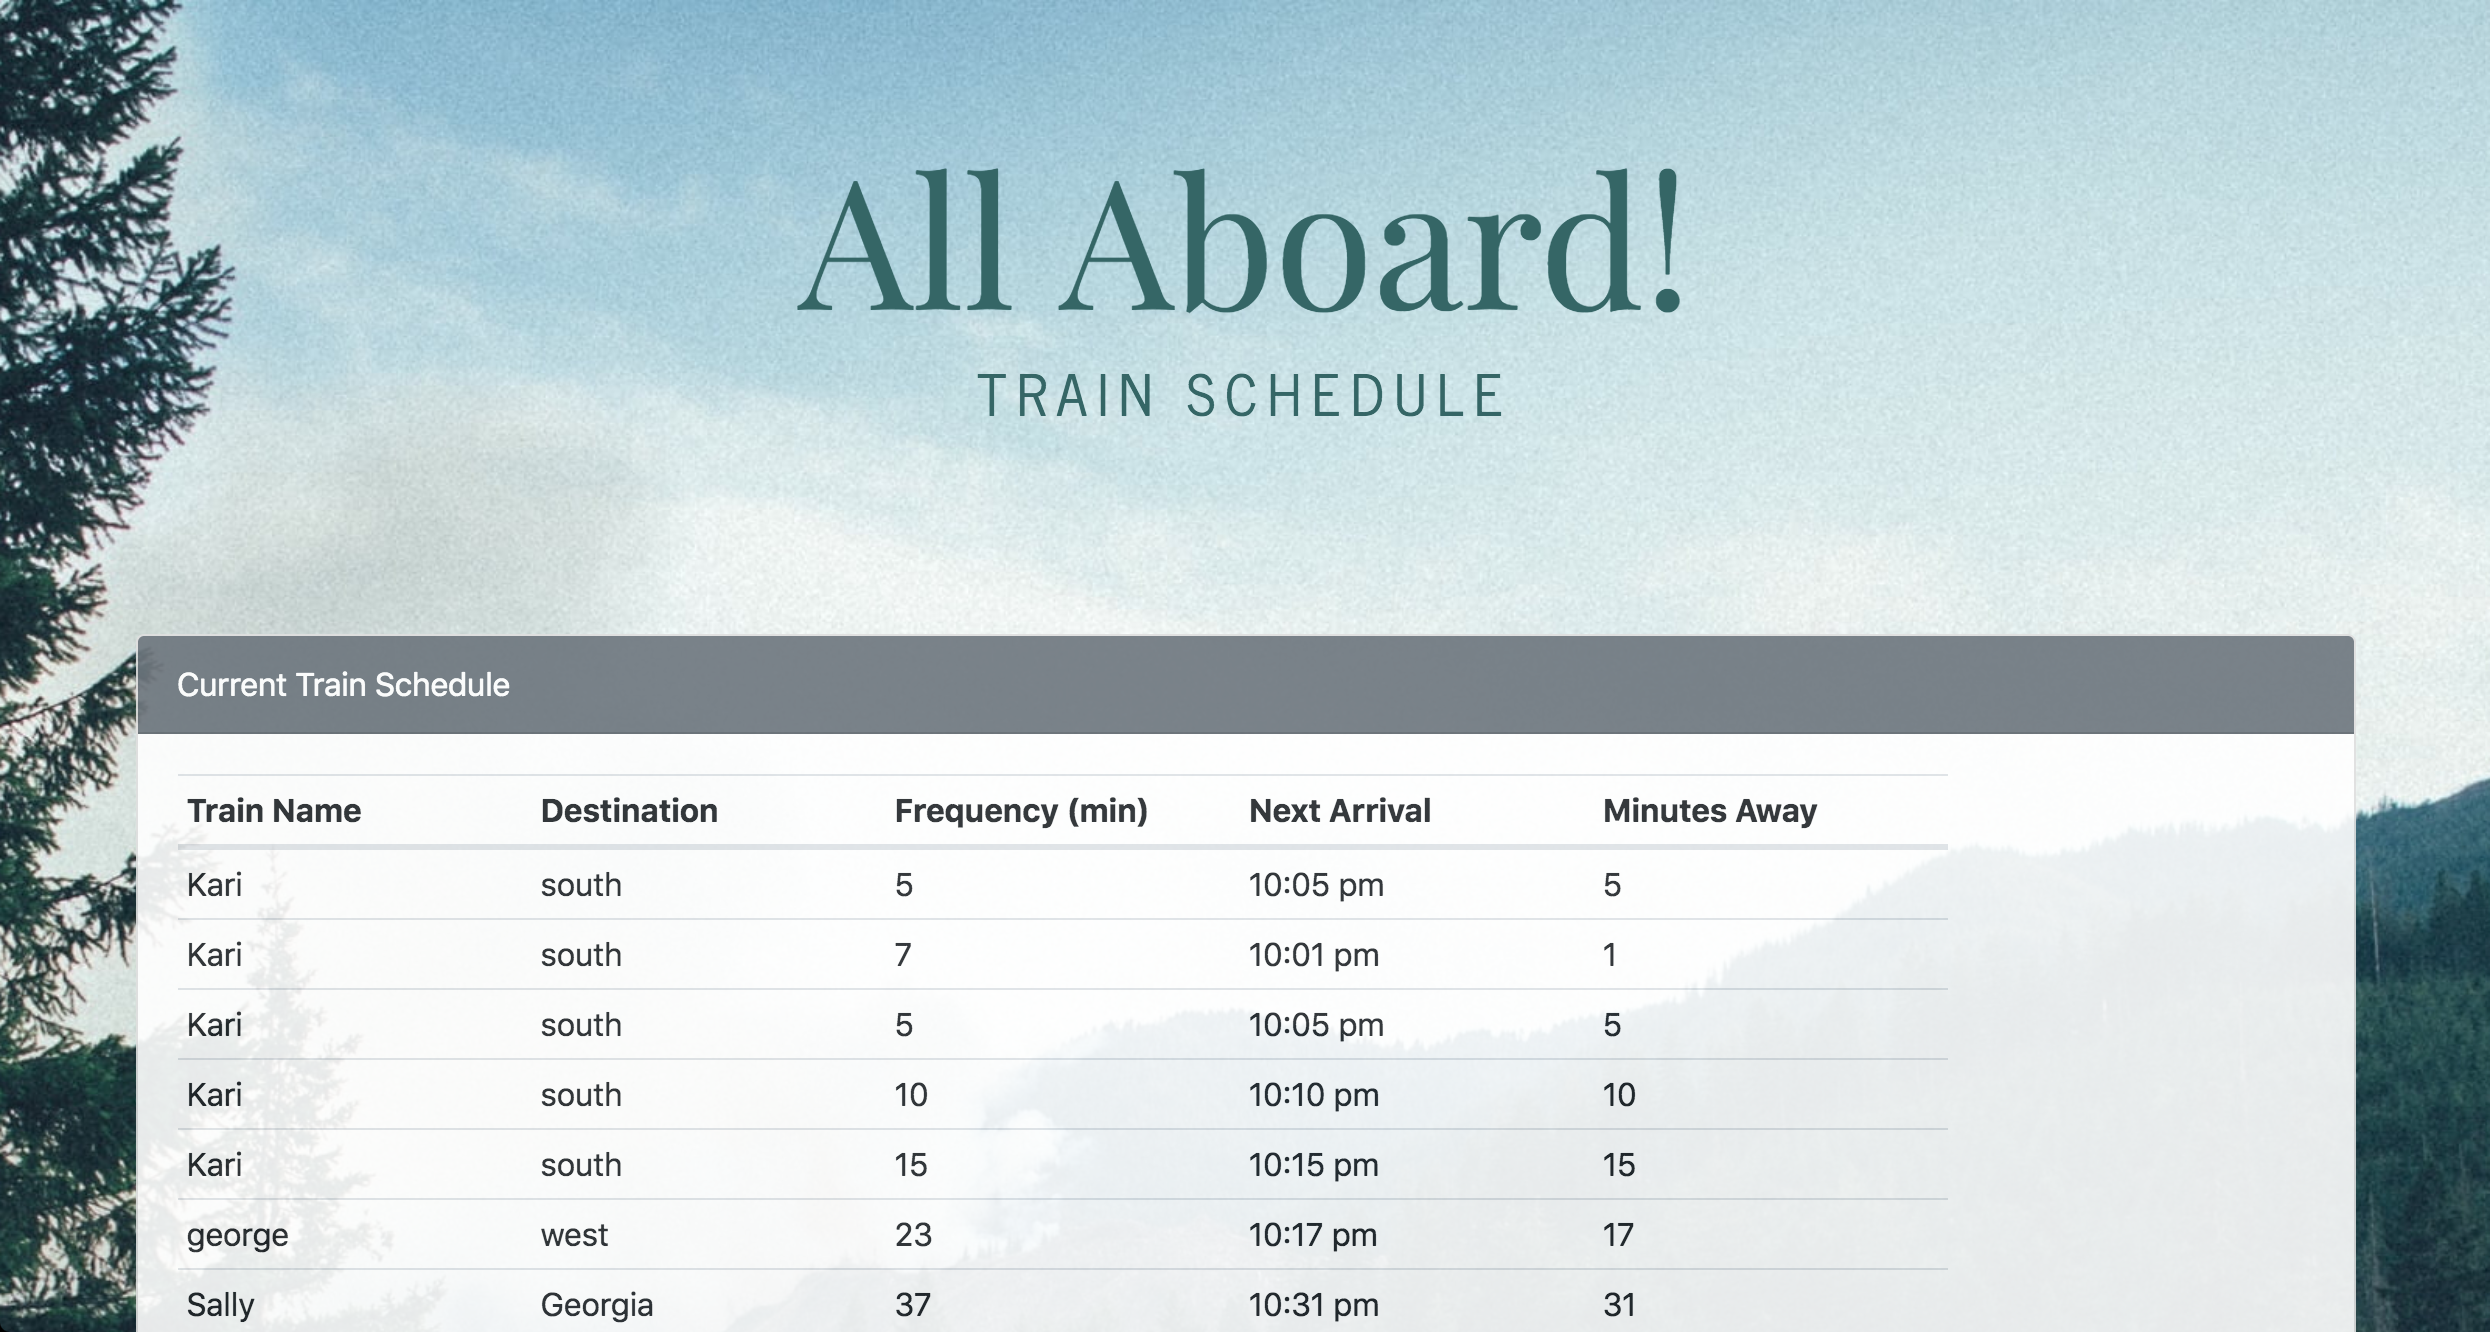 All Aboard!
TRAIN SCHEDULE
Current Train Schedule
Train Name Destination Frequency (min) Next Arrival Minutes Away
Kari south 5 10:05 pm 5
Kari south 7 10:01 pm 1
Kari south 5 10:05 pm 5
Kari south 10 10:10 pm 10
Kari south 15 10:15 pm 15
george west 23 10:17 pm 17
Sally Georgia 37 10:31 pm 31